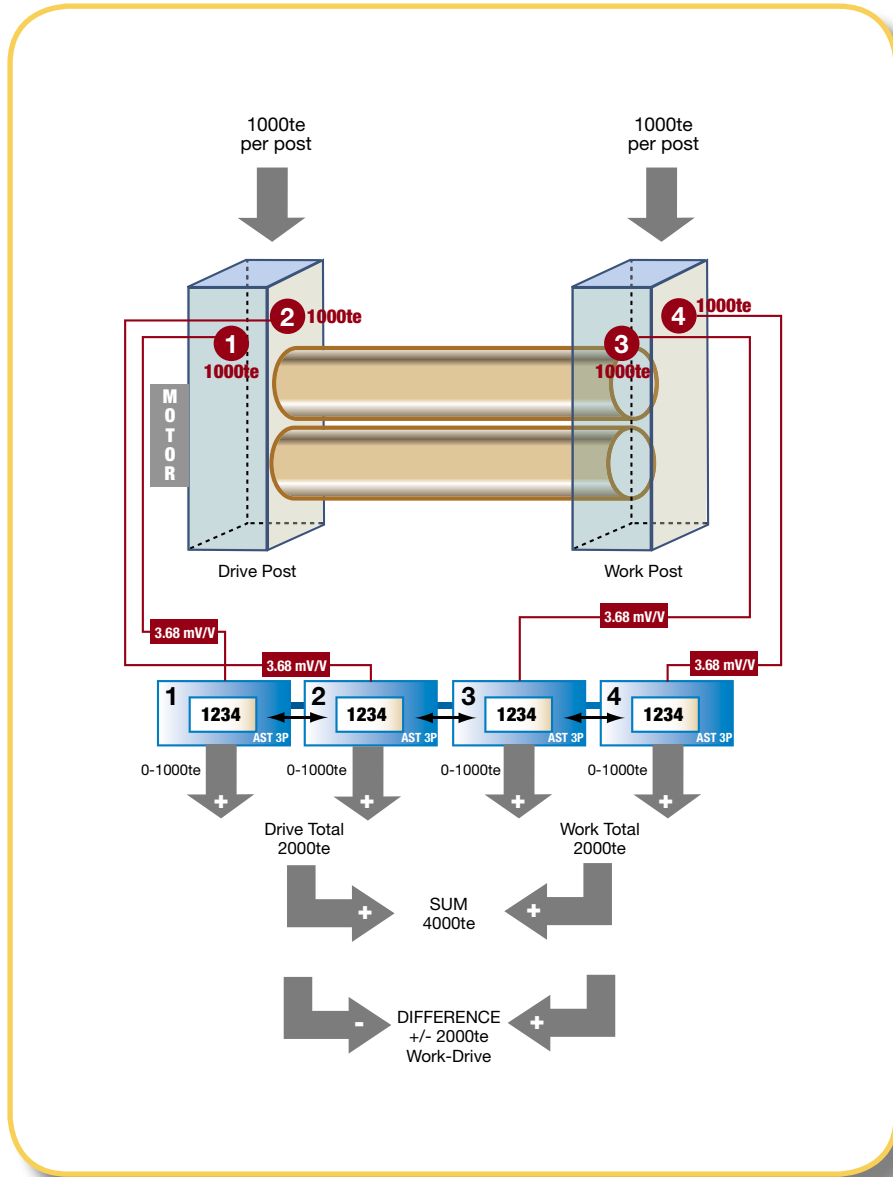 1000te
per post
1000te
per post
2
1000te
4
1000te
1
1000te
3
1000te
MOTOR
Drive Post
Work Post
3.68 mV/V
3.68 mV/V
3.68 mV/V
3.68 mV/V
1
1234
AST 3P
2
1234
AST 3P
3
1234
AST 3P
4
1234
AST 3P
0-1000te
0-1000te
0-1000te
0-1000te
+
+
+
+
Drive Total
2000te
Work Total
2000te
+
SUM
4000te
+
-
DIFFERENCE
+/- 2000te
Work-Drive
+